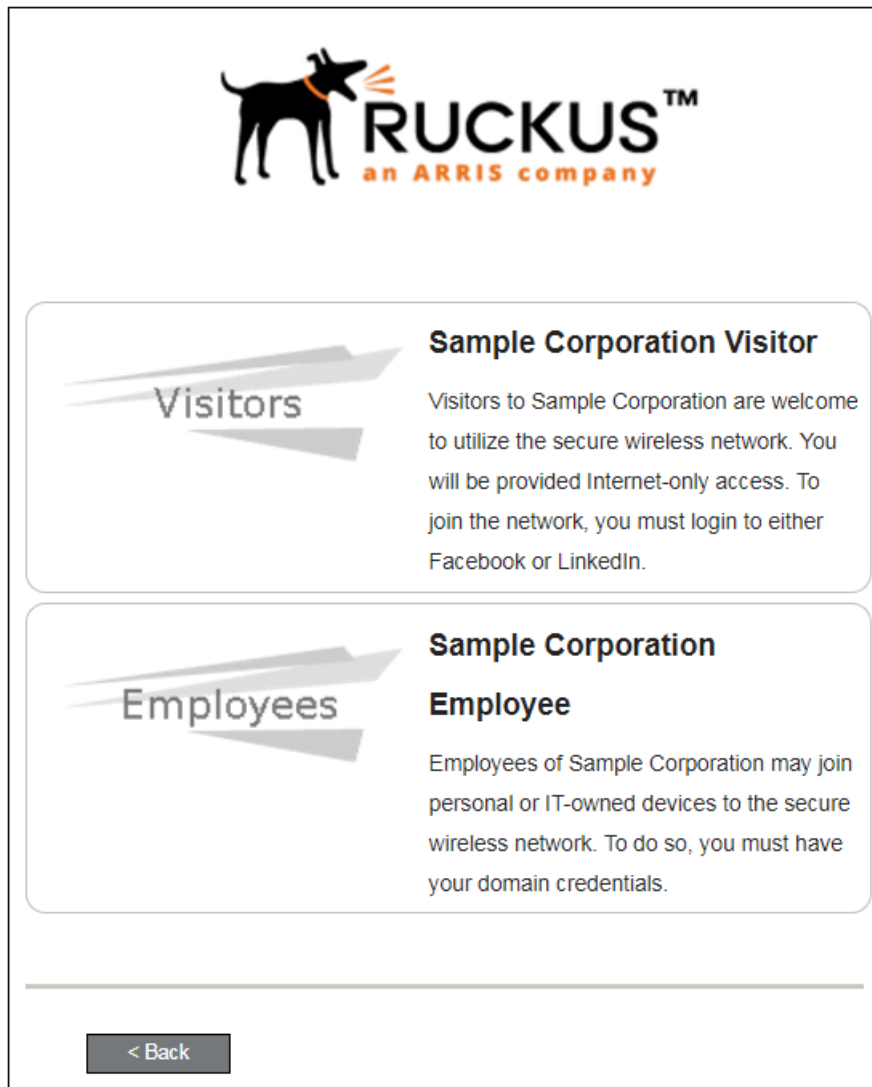 RUCKUS™
an ARRIS company
Visitors
Sample Corporation Visitor
Visitors to Sample Corporation are welcome
to utilize the secure wireless network. You
will be provided Internet-only access. To
join the network, you must login to either
Facebook or LinkedIn.
Employees
Sample Corporation
Employee
Employees of Sample Corporation may join
personal or IT-owned devices to the secure
wireless network. To do so, you must have
your domain credentials.
< Back